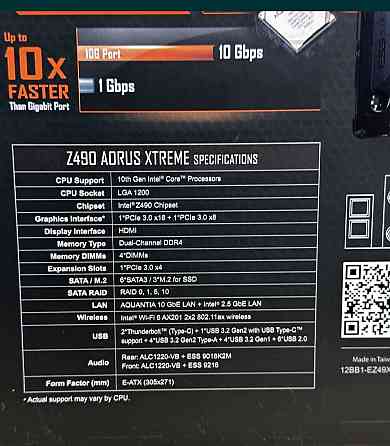 Up to
10x
FASTER
Than Gigabit Port
10G Port 10 Gbps
1 Gbps
Z490 AORUS XTREME SPECIFICATIONS
CPU Support 10th Gen Intel® Core™ Processors
CPU Socket LGA 1200
Chipset Intel®Z490 Chipset
Graphics Interface* 1*PCIe 3.0 x16 + 1*PCIe 3.0 x8
Display Interface HDMI
Memory Type Dual-Channel DDR4
Memory DIMMs 4*DIMMs
Expansion Slots 1*PCIe 3.0 x4
SATA / M.2 6*SATA3 / 3*M.2 for SSD
SATA RAID RAID 0, 1, 5, 10
LAN AQUANTIA 10 GbE LAN + Intel® 2.5 GbE LAN
Wireless Intel® Wi-Fi 6 AX201 2x2 802.11ax wireless
USB 2*Thunderbolt™ (Type-C) + 1*USB 3.2 Gen2 with USB Type-C™
support + 4*USB 3.2 Gen2 Type-A + 4*USB 3.2 Gen1 + 6*USB 2.0
Audio Rear: ALC1220-VB + ESS 9018K2M
Front: ALC1220-VB + ESS 9216
Form Factor (mm) E-ATX (305x271)
* Actual support may vary by CPU.
Made in Taiw
12BB1-EZ49X